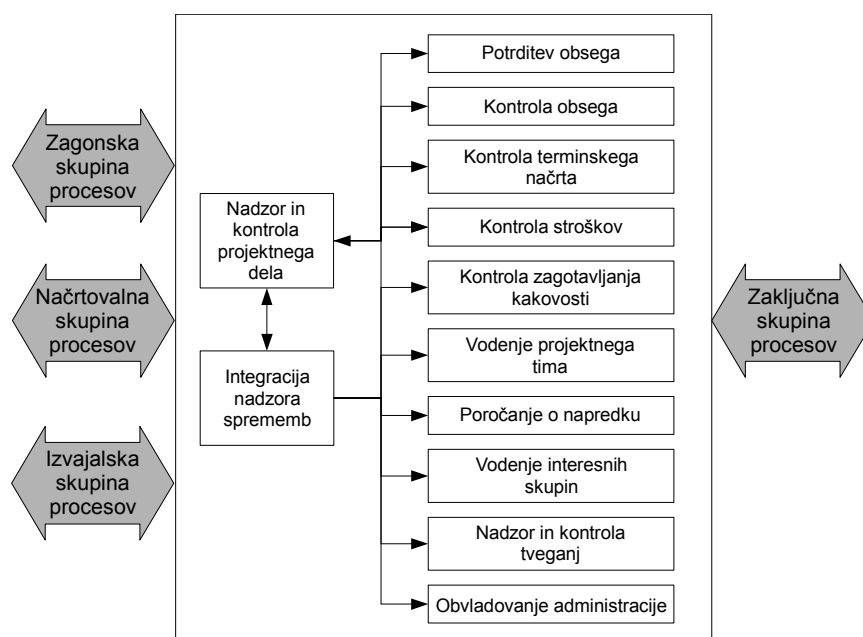 Zagonska
skupina
procesov
Načrtovalna
skupina
procesov
Izvajalska
skupina
procesov
Nadzor in
kontrola
projektnega
dela
Integracija
nadzora
sprememb
Potrditev obsega
Kontrola obsega
Kontrola terminskega
načrta
Kontrola stroškov
Kontrola zagotavljanja
kakovosti
Vodenje projektnega
tima
Poročanje o napredku
Vodenje interesnih
skupin
Nadzor in kontrola
tveganj
Obvladovanje administracije
Zaključna
skupina
procesov